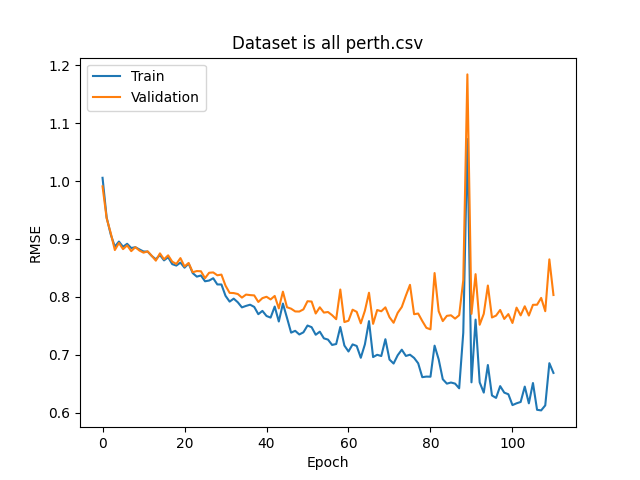 Dataset is all perth.csv
Train
Validation
RMSE
1.2
1.1
1.0
0.9
0.8
0.7
0.6
0 20 40 60 80 100
Epoch